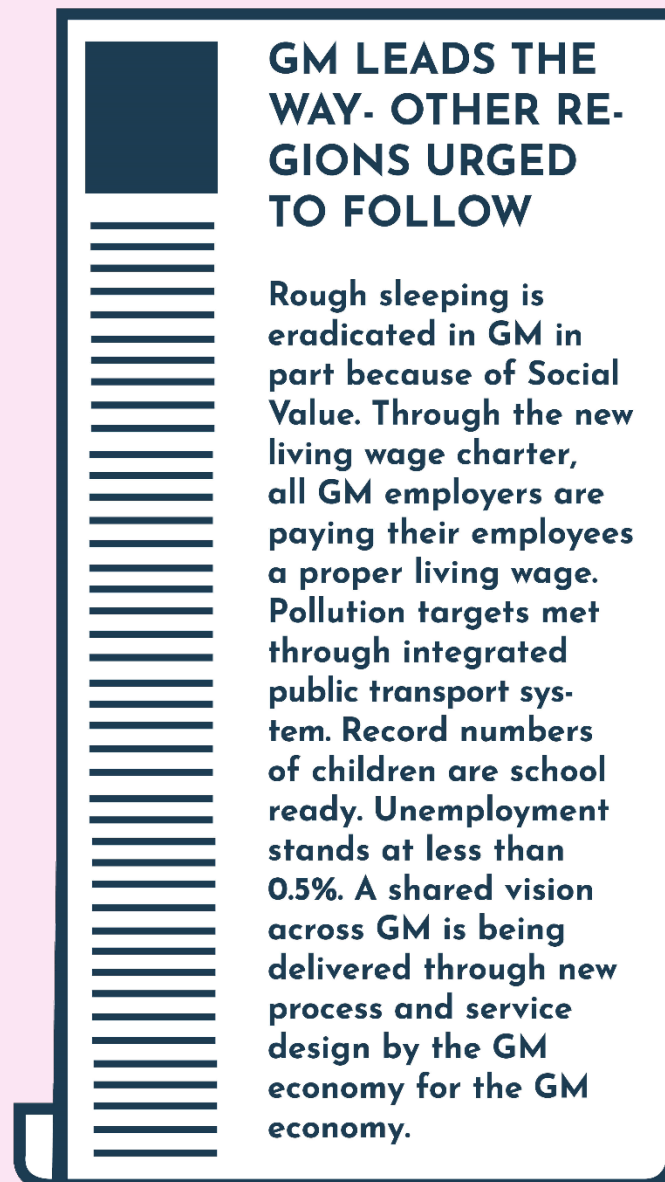 GM LEADS THE
WAY- OTHER RE-
GIONS URGED
TO FOLLOW
Rough sleeping is
eradicated in GM in
part because of Social
Value. Through the new
living wage charter,
all GM employers are
paying their employees
a proper living wage.
Pollution targets met
through integrated
public transport sys-
tem. Record numbers
of children are school
ready. Unemployment
stands at less than
0.5%. A shared vision
across GM is being
delivered through new
process and service
design by the GM
economy for the GM
economy.